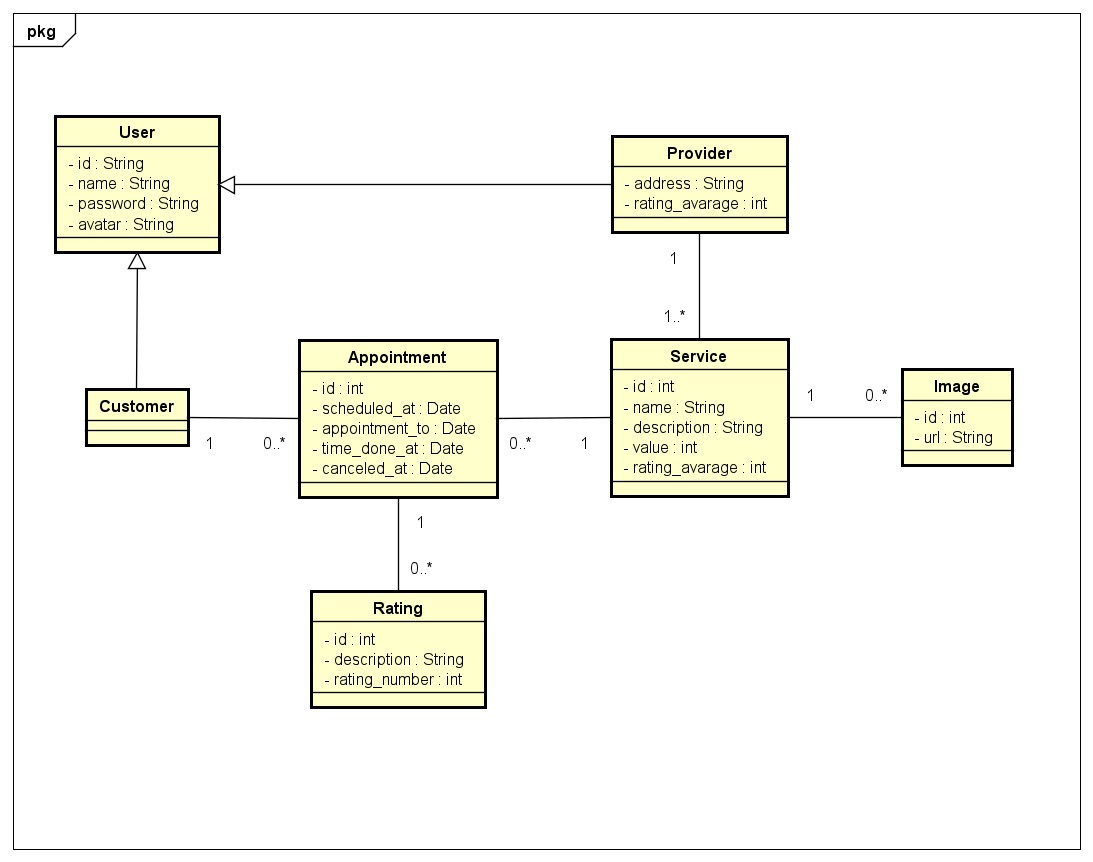 pkg
User
- id : String
- name : String
- password : String
- avatar : String
Provider
- address : String
- rating_avarage : int
1
1..*
Customer
1
0..*
Appointment
- id : int
- scheduled_at : Date
- appointment_to : Date
- time_done_at : Date
- canceled_at : Date
0..*
1
Service
- id : int
- name : String
- description : String
- value : int
- rating_avarage : int
1
0..*
Image
- id : int
- url : String
1
0..*
Rating
- id : int
- description : String
- rating_number : int